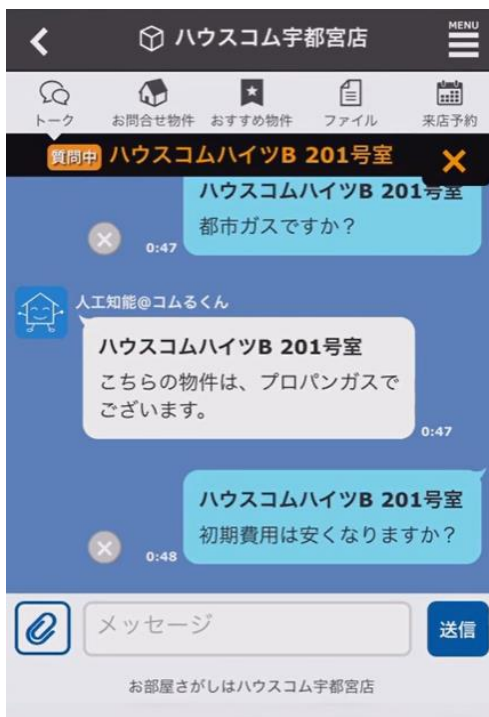 ハウスコム宇都宮店
MENU
トーク
お問合せ物件
おすすめ物件
ファイル
来店予約
質問中 ハウスコムハイツB 201号室
ハウスコムハイツB 201号室
都市ガスですか？
0:47
人工知能@コムるくん
ハウスコムハイツB 201号室
こちらの物件は、プロパンガスで
ございます。
0:47
ハウスコムハイツB 201号室
初期費用は安くなりますか？
0:48
メッセージ
送信
お部屋さがしはハウスコム宇都宮店